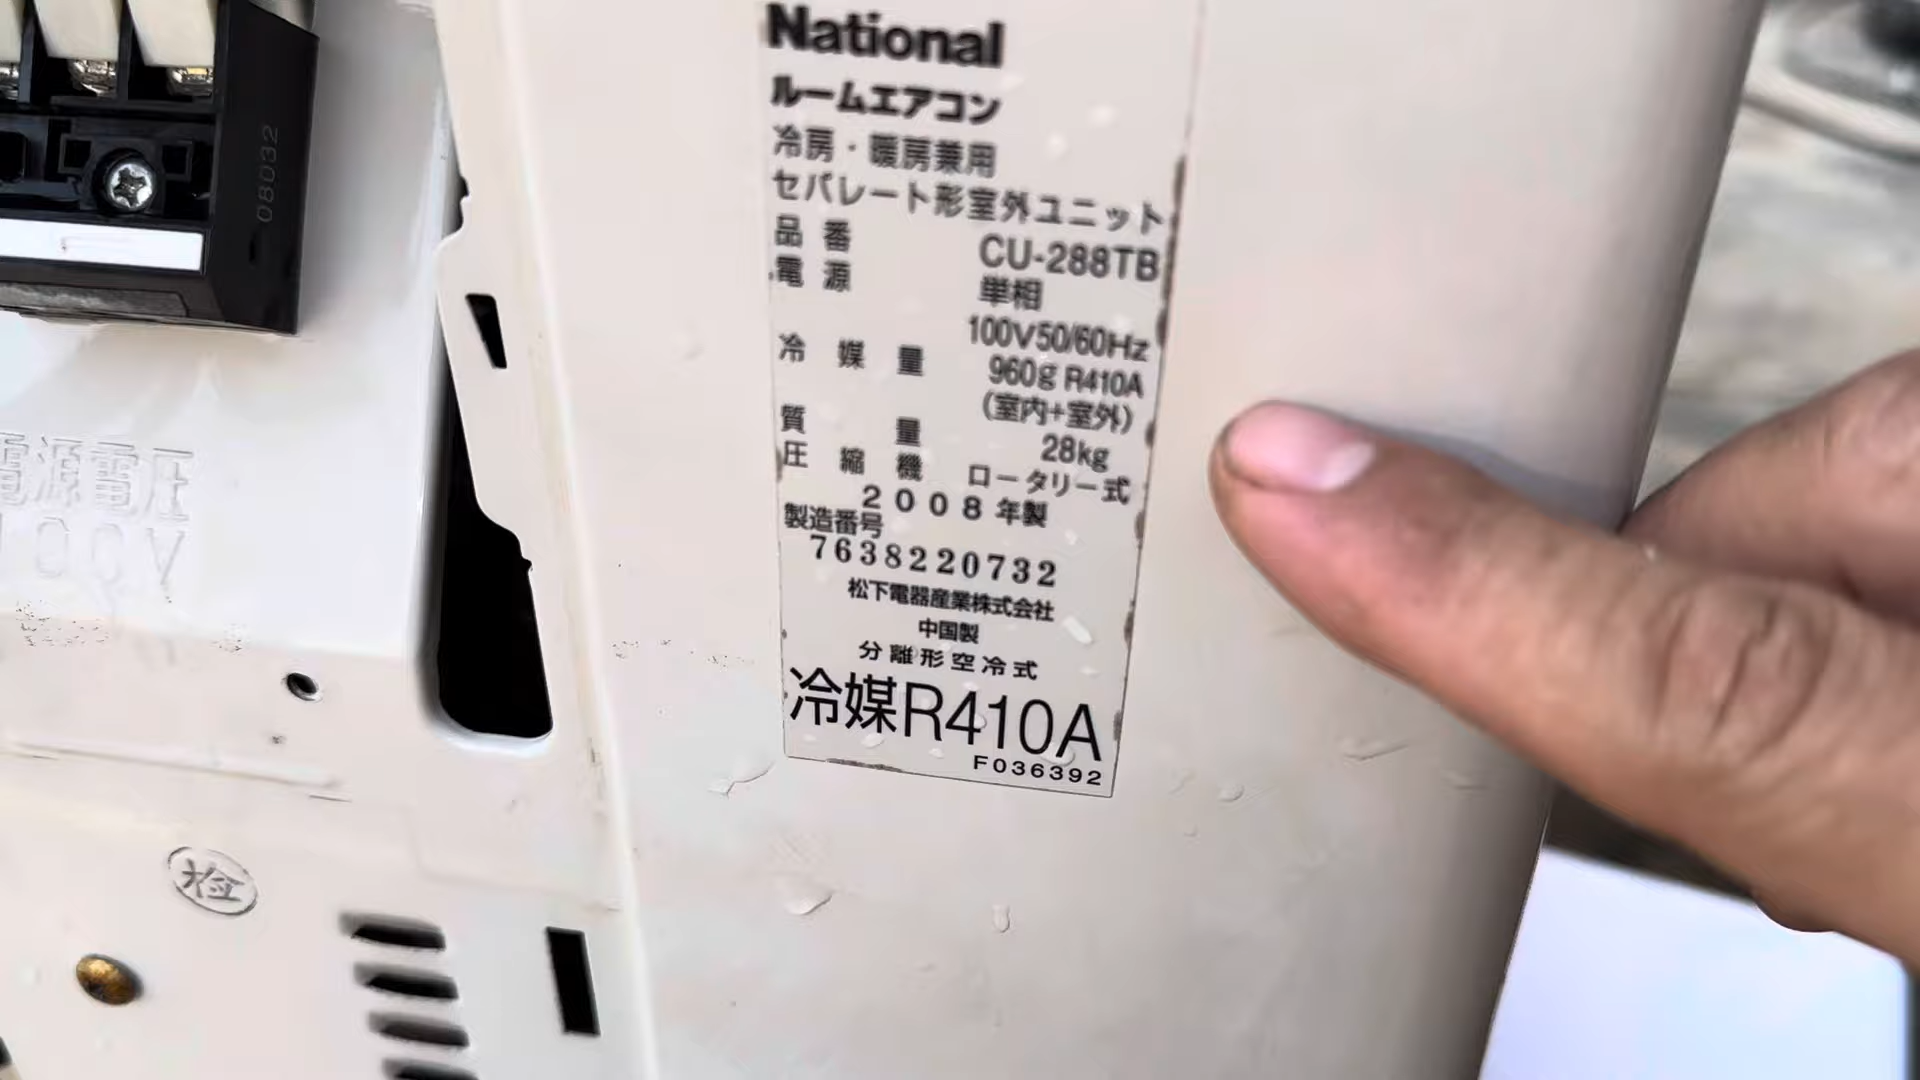 National
ルームエアコン
冷房・暖房兼用
セパレート形室外ユニット
品番 CU-288TB
電源 単相
100V50/60Hz
冷媒量 960g R410A
(室内+室外)
質量 28kg
圧縮機 ロータリー式
2008年製
製造番号
7638220732
松下電器産業株式会社
中国製
分離形空冷式
冷媒R410A
F036392
08032
電源電圧
100V
検